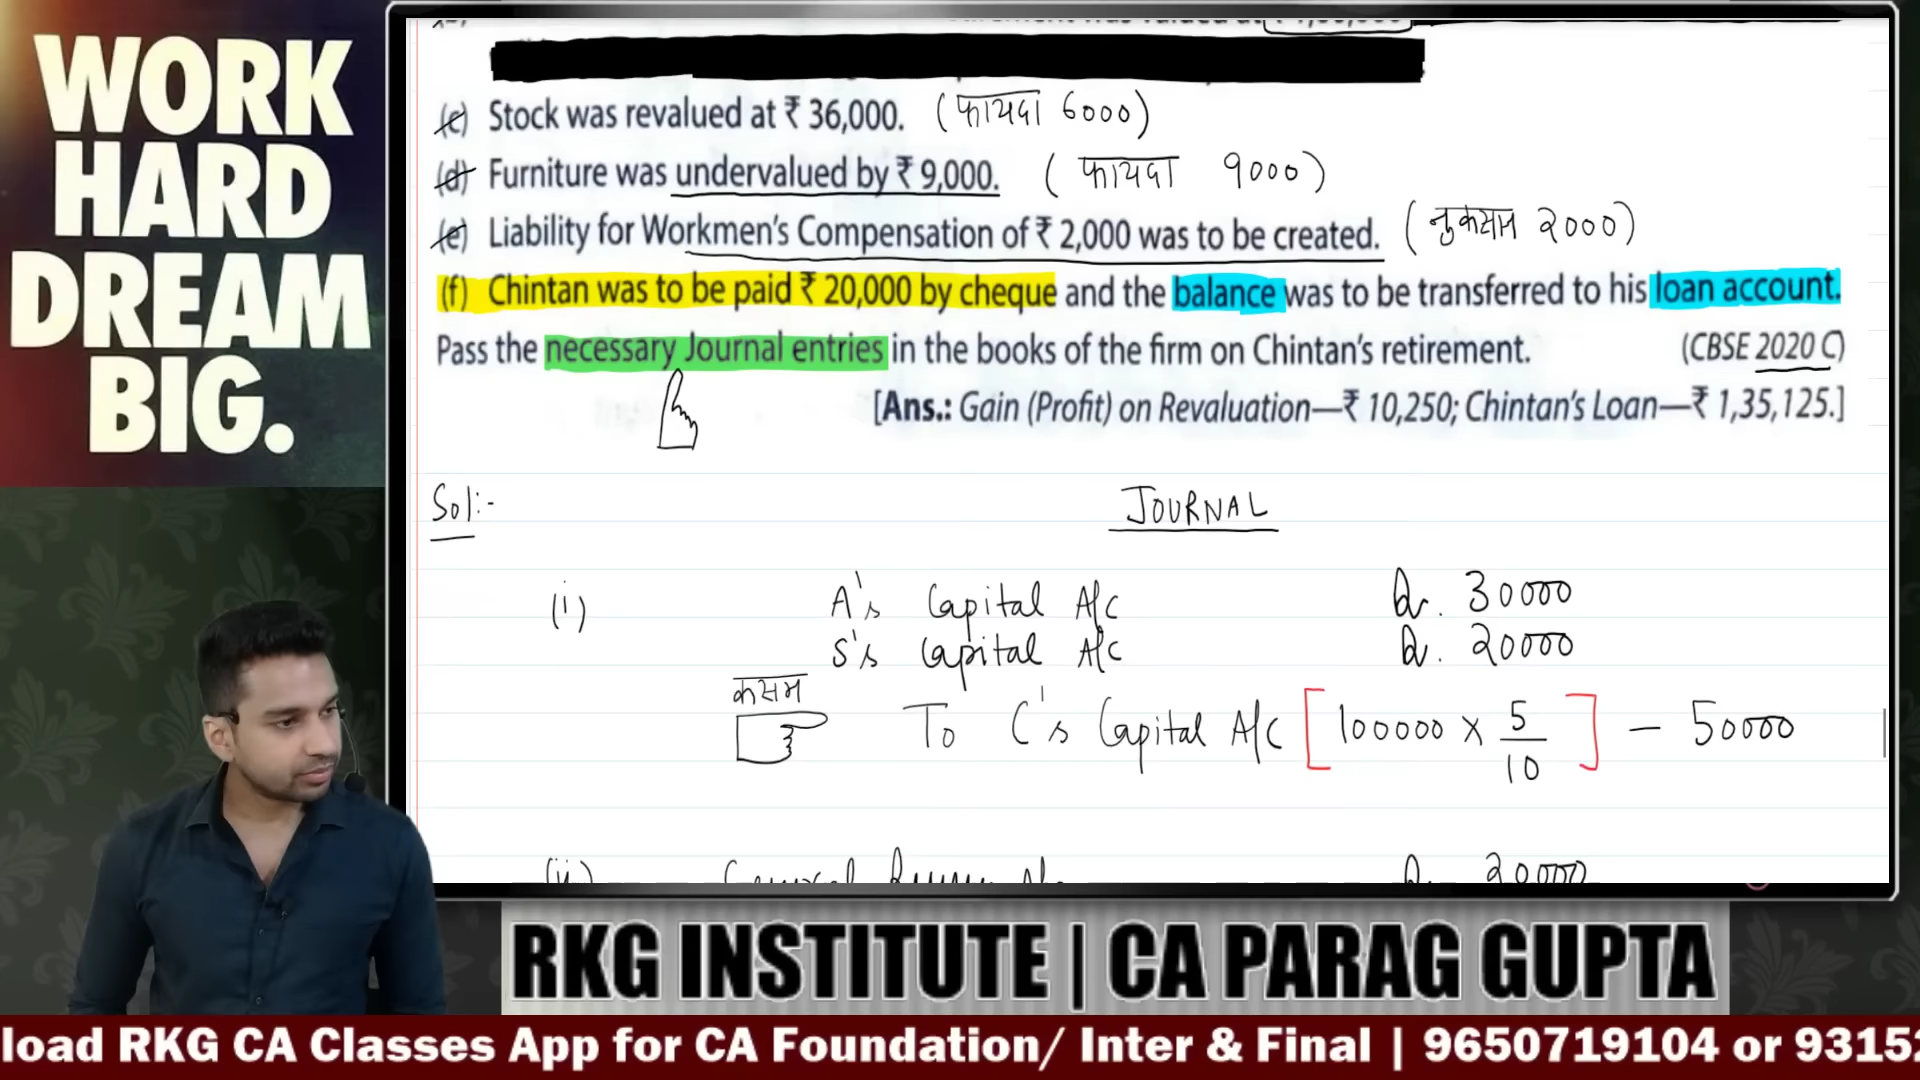 WORK
HARD
DREAM
BIG.
(c) Stock was revalued at ₹ 36,000. (फायदा 6000)
(d) Furniture was undervalued by ₹ 9,000. (फायदा 9000)
(e) Liability for Workmen's Compensation of ₹ 2,000 was to be created. (नुकसान 2000)
(f) Chintan was to be paid ₹ 20,000 by cheque and the balance was to be transferred to his loan account.
Pass the necessary Journal entries in the books of the firm on Chintan's retirement. (CBSE 2020 C)
[Ans.: Gain (Profit) on Revaluation—₹ 10,250; Chintan's Loan—₹ 1,35,125.]
Sol:-
JOURNAL
(i) A's Capital A/c Dr. 30000
S's Capital A/c Dr. 20000
To C's Capital A/c [100000 × 5/10] – 50000
(ii) General A/c Dr. 20000
RKG INSTITUTE | CA PARAG GUPTA
load RKG CA Classes App for CA Foundation/ Inter & Final | 9650719104 or 9315